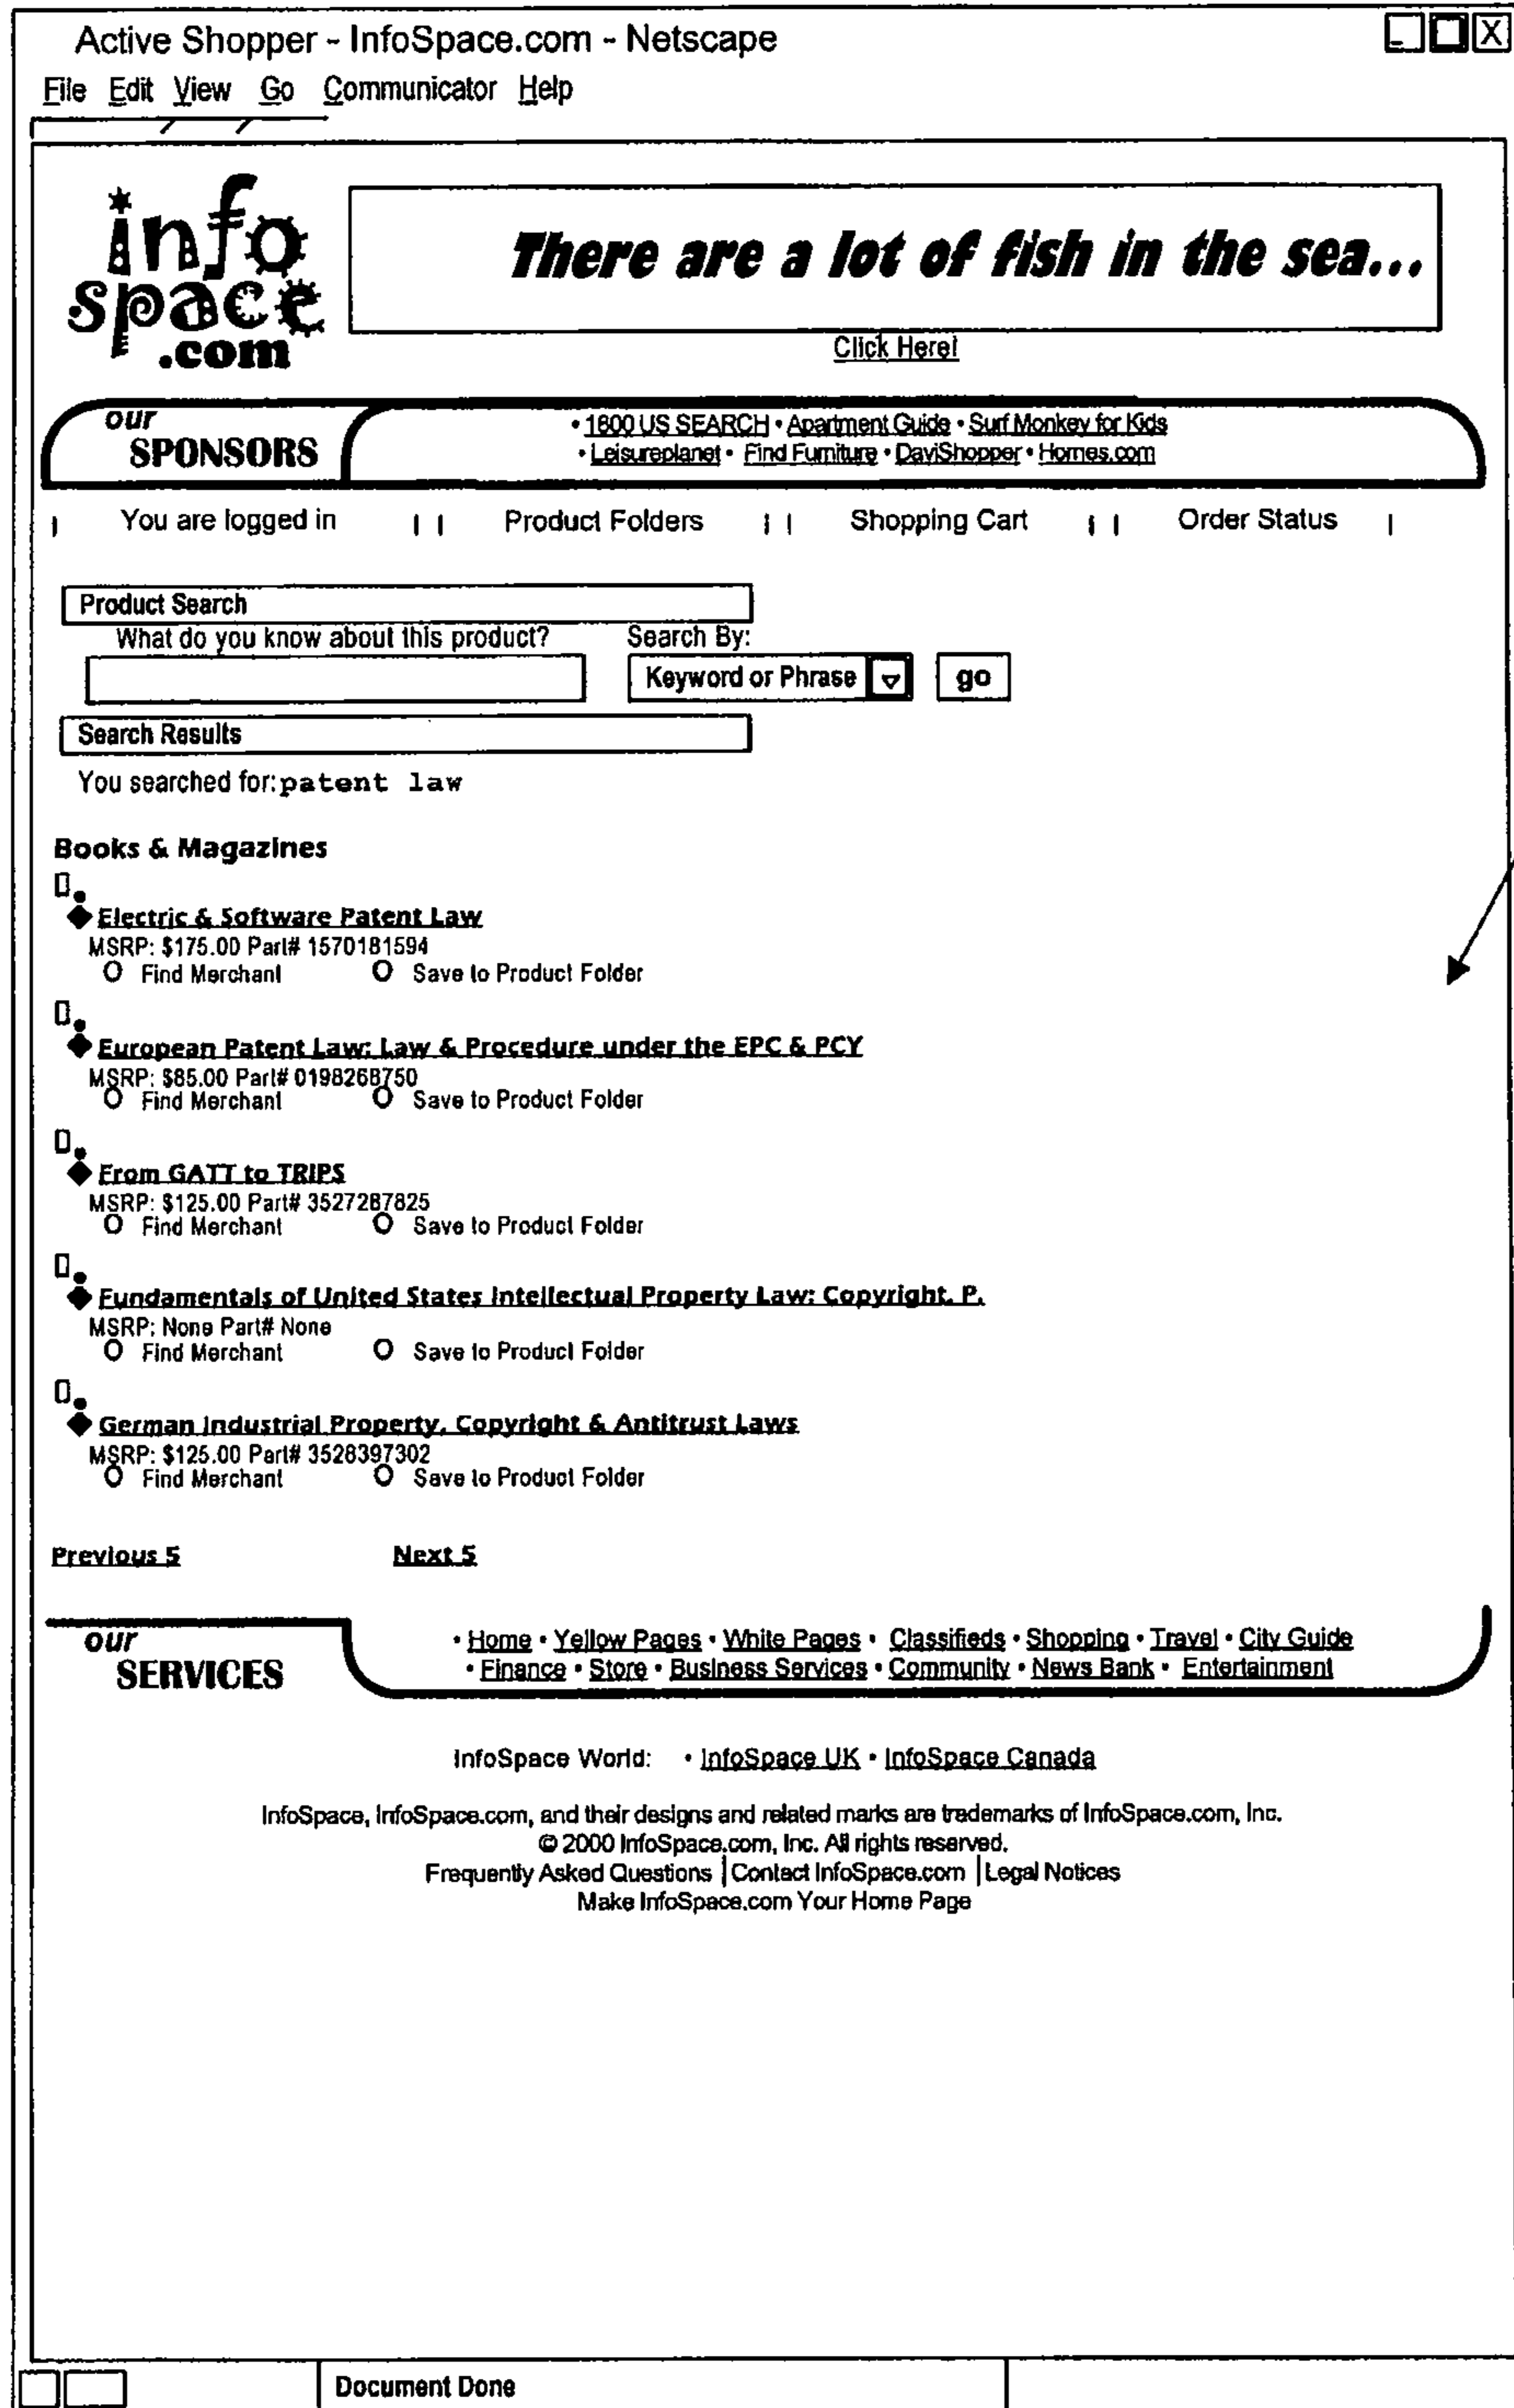 Active Shopper - InfoSpace.com - Netscape
File Edit View Go Communicator Help
info
space
.com
There are a lot of fish in the sea...
Click Here!
our
SPONSORS
• 1800 US SEARCH • Apartment Guide • Surf Monkey for Kids
• Leisureplanet • Find Furniture • DaviShopper • Homes.com
You are logged in Product Folders Shopping Cart Order Status
Product Search
What do you know about this product? Search By:
Keyword or Phrase go
Search Results
You searched for: patent law
Books & Magazines
Electric & Software Patent Law
MSRP: $175.00 Part# 1570181594
O Find Merchant O Save to Product Folder
European Patent Law: Law & Procedure under the EPC & PCY
MSRP: $85.00 Part# 0198268750
O Find Merchant O Save to Product Folder
From GATT to TRIPS
MSRP: $125.00 Part# 3527287825
O Find Merchant O Save to Product Folder
Fundamentals of United States Intellectual Property Law: Copyright. P.
MSRP: None Part# None
O Find Merchant O Save to Product Folder
German Industrial Property, Copyright & Antitrust Laws
MSRP: $125.00 Part# 3528397302
O Find Merchant O Save to Product Folder
Previous 5 Next 5
our
SERVICES
• Home • Yellow Pages • White Pages • Classifieds • Shopping • Travel • City Guide
• Finance • Store • Business Services • Community • News Bank • Entertainment
InfoSpace World: • InfoSpace UK • InfoSpace Canada
InfoSpace, InfoSpace.com, and their designs and related marks are trademarks of InfoSpace.com, Inc.
© 2000 InfoSpace.com, Inc. All rights reserved.
Frequently Asked Questions | Contact InfoSpace.com | Legal Notices
Make InfoSpace.com Your Home Page
Document Done